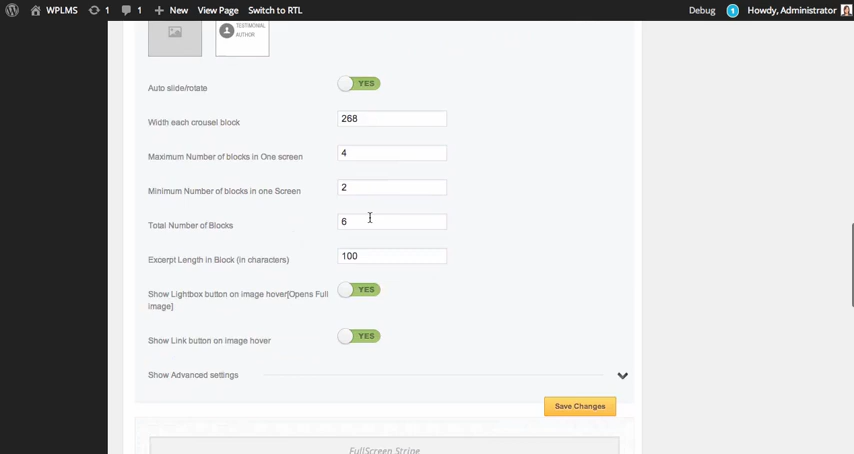 WPLMS 1 1 New View Page Switch to RTL Debug 1 Howdy, Administrator
TESTIMONIAL
AUTHOR
Auto slide/rotate YES
Width each crousel block 268
Maximum Number of blocks in One screen 4
Minimum Number of blocks in one Screen 2
Total Number of Blocks 6
Excerpt Length in Block (in characters) 100
Show Lightbox button on image hover[Opens Full YES
image]
Show Link button on image hover YES
Show Advanced settings
Save Changes
FullScreen Stripe